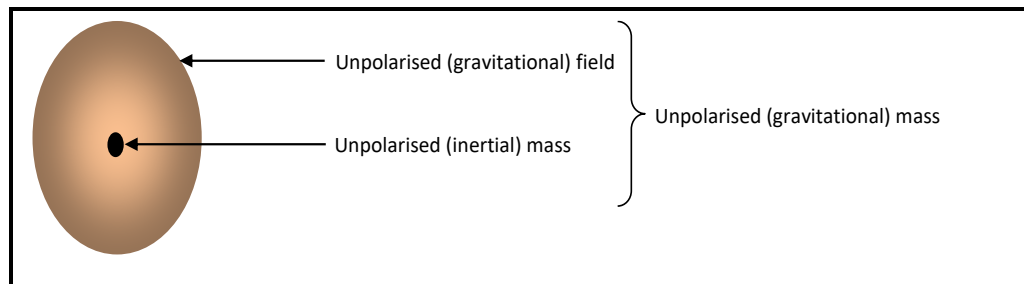 Unpolarised (gravitational) field
Unpolarised (gravitational) mass
Unpolarised (inertial) mass